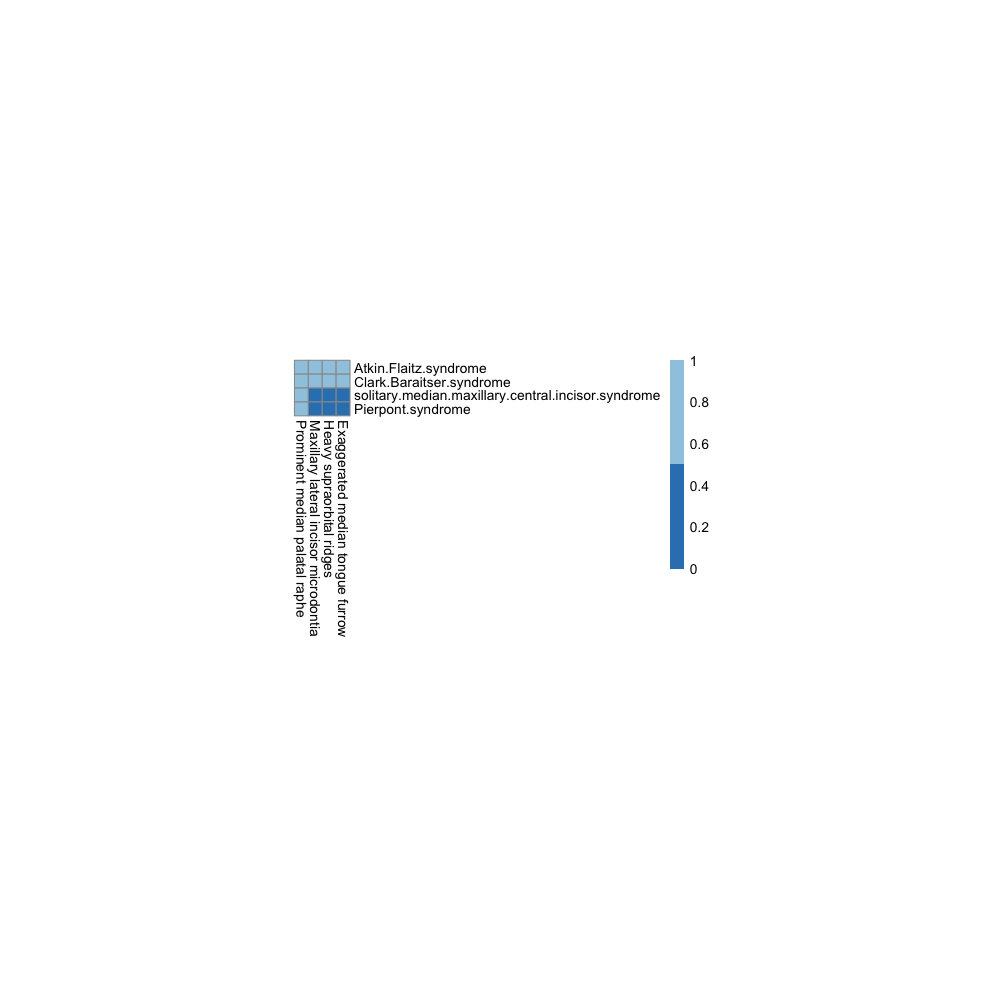 Atkin.Flaitz.syndrome
Clark.Baraitser.syndrome
solitary.median.maxillary.central.incisor.syndrome
Pierpont.syndrome
Prominent median palatal raphe
Maxillary lateral incisor microdontia
Heavy supraorbital ridges
Exaggerated median tongue furrow
1
0.8
0.6
0.4
0.2
0